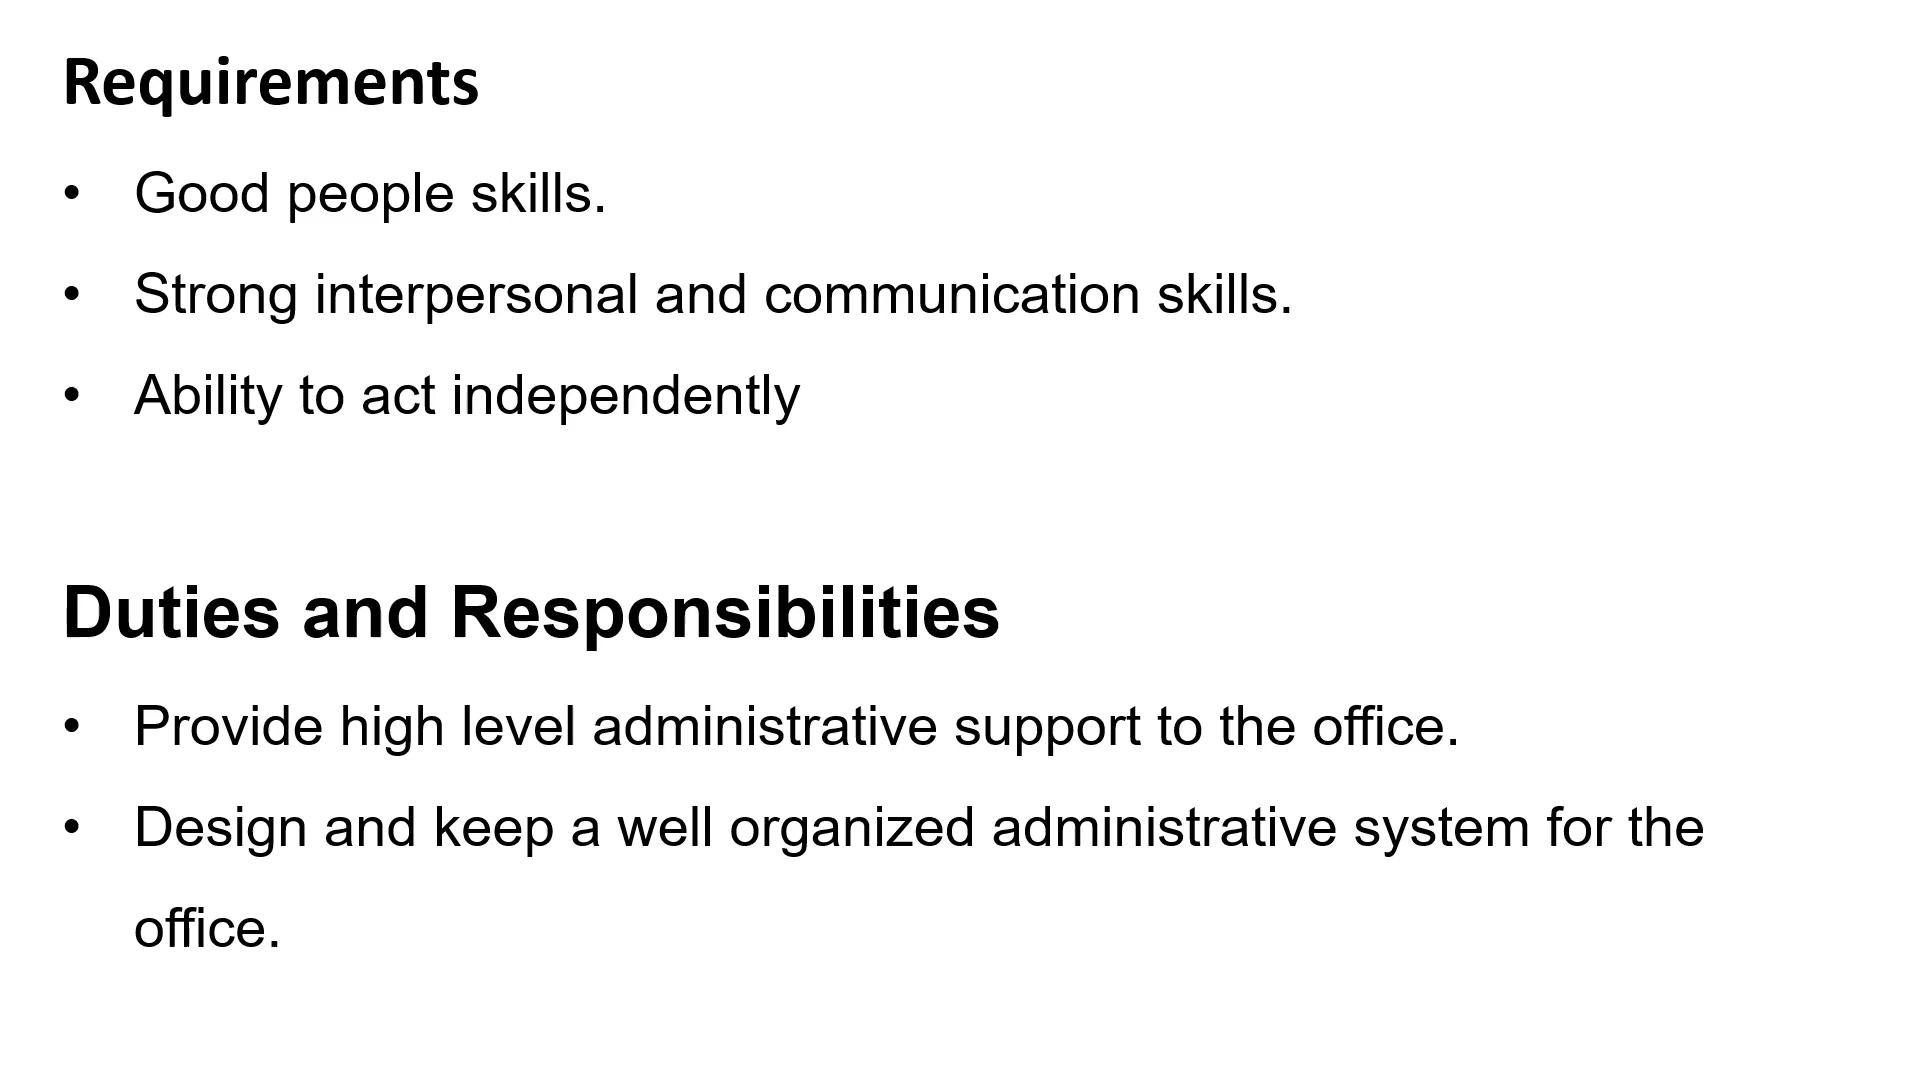 Requirements
• Good people skills.
• Strong interpersonal and communication skills.
• Ability to act independently
Duties and Responsibilities
• Provide high level administrative support to the office.
• Design and keep a well organized administrative system for the
office.